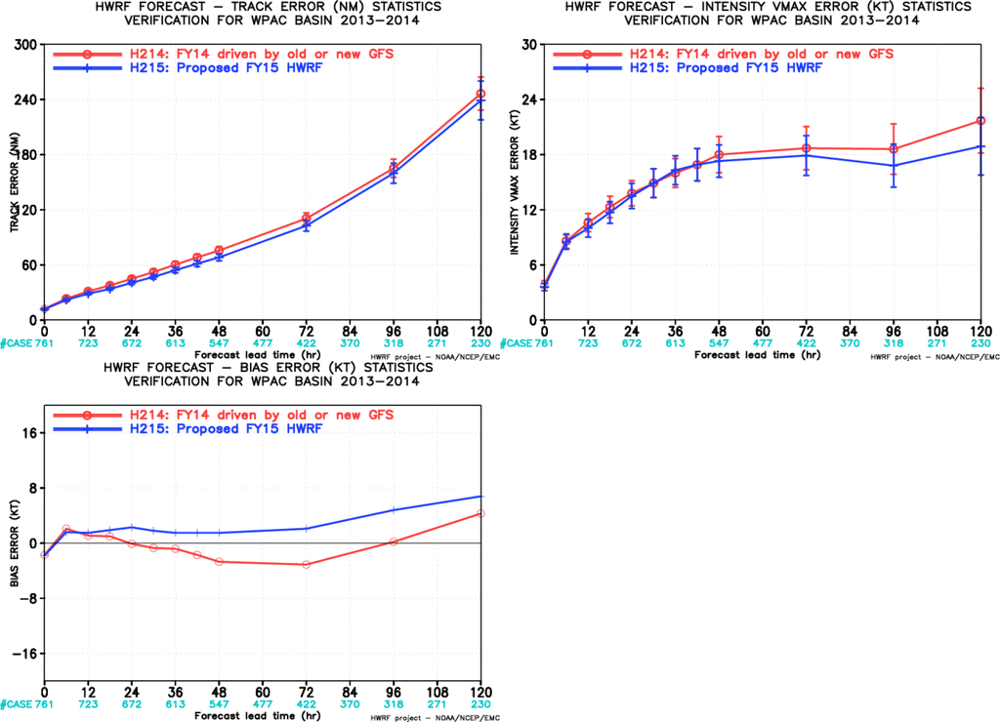 HWRF FORECAST – TRACK ERROR (NM) STATISTICS
VERIFICATION FOR WPAC BASIN 2013–2014
H214: FY14 driven by old or new GFS
H215: Proposed FY15 HWRF
TRACK ERROR (NM)
300
240
180
120
60
0
0 12 24 36 48 60 72 84 96 108 120
#CASE 761 723 672 613 547 477 422 370 318 271 230
Forecast lead time (hr)
HWRF project – NOAA/NCEP/EMC
HWRF FORECAST – INTENSITY VMAX ERROR (KT) STATISTICS
VERIFICATION FOR WPAC BASIN 2013–2014
H214: FY14 driven by old or new GFS
H215: Proposed FY15 HWRF
INTENSITY VMAX ERROR (KT)
30
24
18
12
6
0
0 12 24 36 48 60 72 84 96 108 120
#CASE 761 723 672 613 547 477 422 370 318 271 230
Forecast lead time (hr)
HWRF project – NOAA/NCEP/EMC
HWRF FORECAST – BIAS ERROR (KT) STATISTICS
VERIFICATION FOR WPAC BASIN 2013–2014
H214: FY14 driven by old or new GFS
H215: Proposed FY15 HWRF
BIAS ERROR (KT)
16
8
0
–8
–16
0 12 24 36 48 60 72 84 96 108 120
#CASE 761 723 672 613 547 477 422 370 318 271 230
Forecast lead time (hr)
HWRF project – NOAA/NCEP/EMC